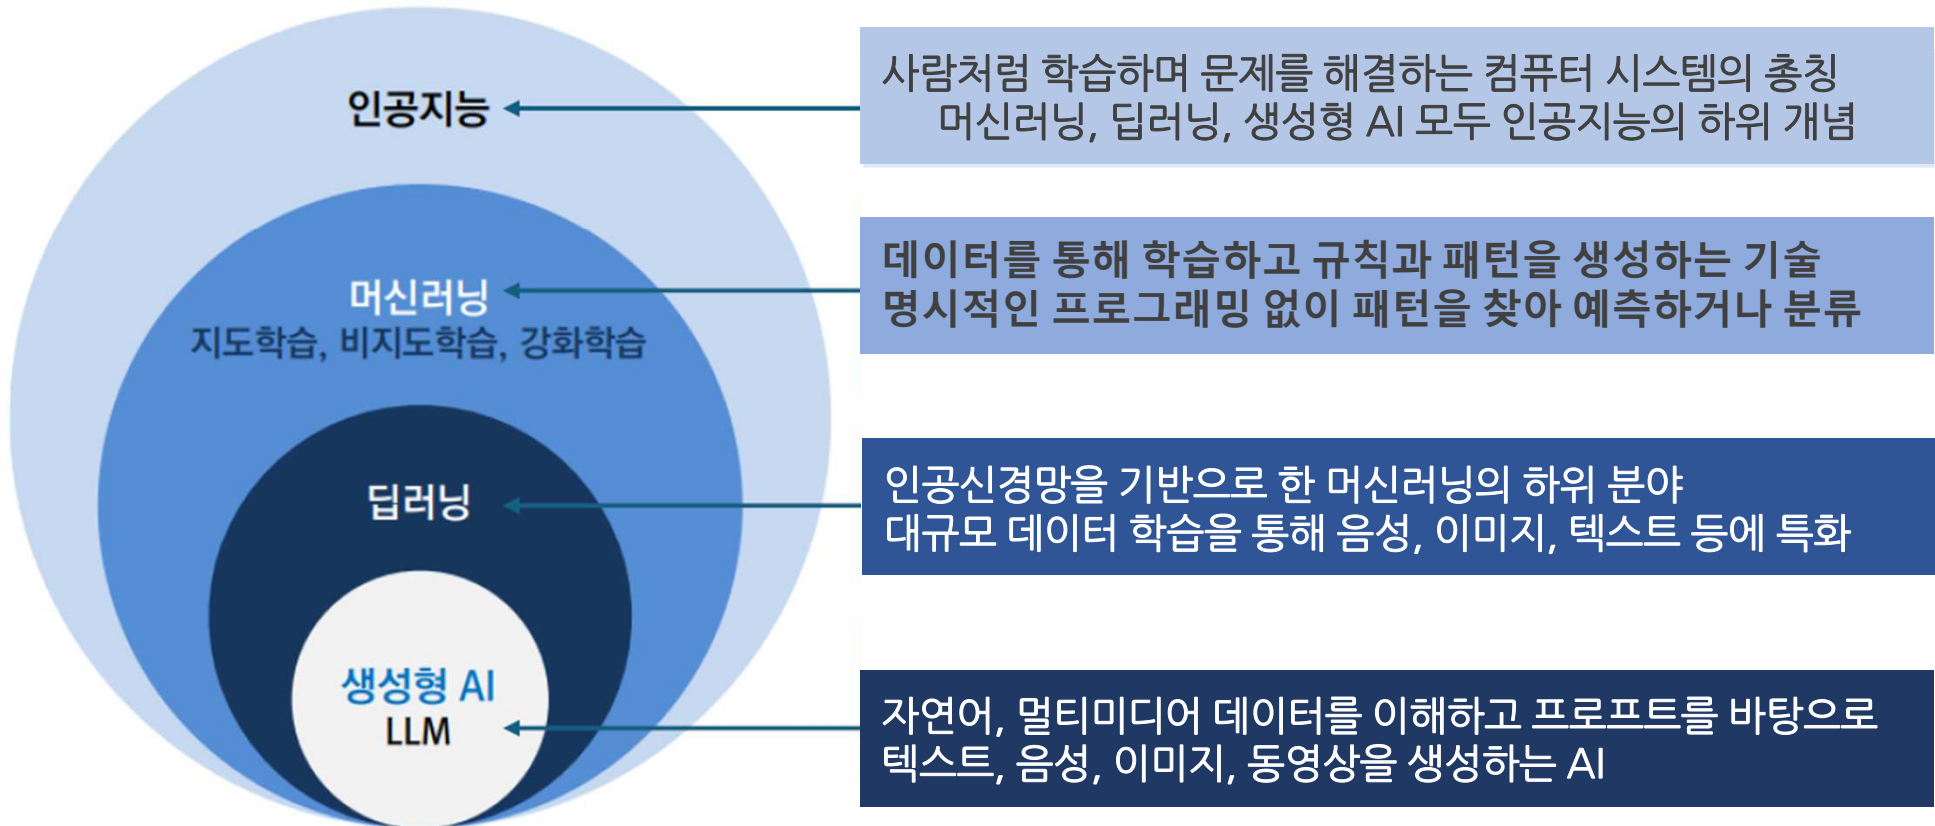 인공지능
사람처럼 학습하며 문제를 해결하는 컴퓨터 시스템의 총칭
머신러닝, 딥러닝, 생성형 AI 모두 인공지능의 하위 개념
머신러닝
지도학습, 비지도학습, 강화학습
데이터를 통해 학습하고 규칙과 패턴을 생성하는 기술
명시적인 프로그래밍 없이 패턴을 찾아 예측하거나 분류
딥러닝
인공신경망을 기반으로 한 머신러닝의 하위 분야
대규모 데이터 학습을 통해 음성, 이미지, 텍스트 등에 특화
생성형 AI
LLM
자연어, 멀티미디어 데이터를 이해하고 프로프트를 바탕으로
텍스트, 음성, 이미지, 동영상을 생성하는 AI